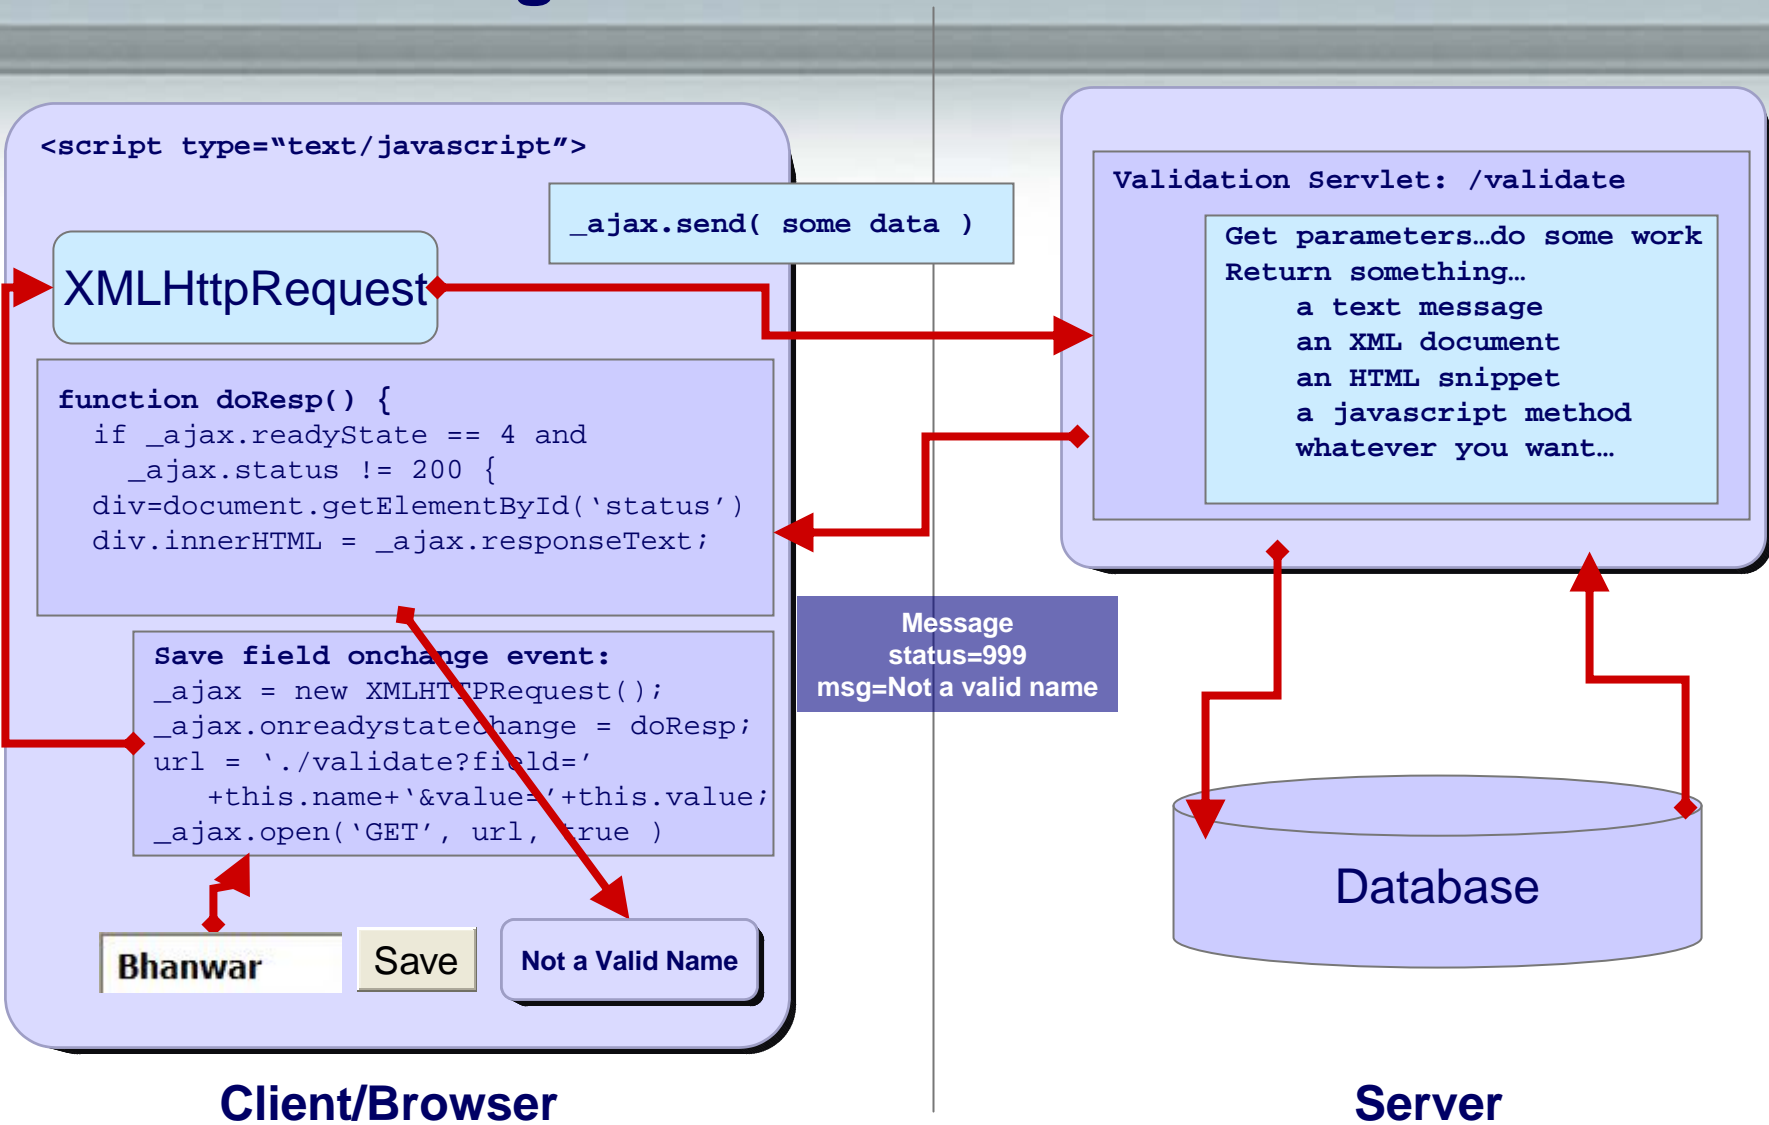 <script type=“text/javascript”>
_ajax.send( some data )
XMLHttpRequest
function doResp() {
if _ajax.readyState == 4 and
_ajax.status != 200 {
div=document.getElementById(‘status’)
div.innerHTML = _ajax.responseText;
Save field onchange event:
_ajax = new XMLHTTPRequest();
_ajax.onreadystatechange = doResp;
url = ‘./validate?field=’
+this.name+‘&value=’+this.value;
_ajax.open(‘GET’, url, true )
Bhanwar
Save
Not a Valid Name
Client/Browser
Message
status=999
msg=Not a valid name
Validation Servlet: /validate
Get parameters…do some work
Return something…
a text message
an XML document
an HTML snippet
a javascript method
whatever you want…
Database
Server